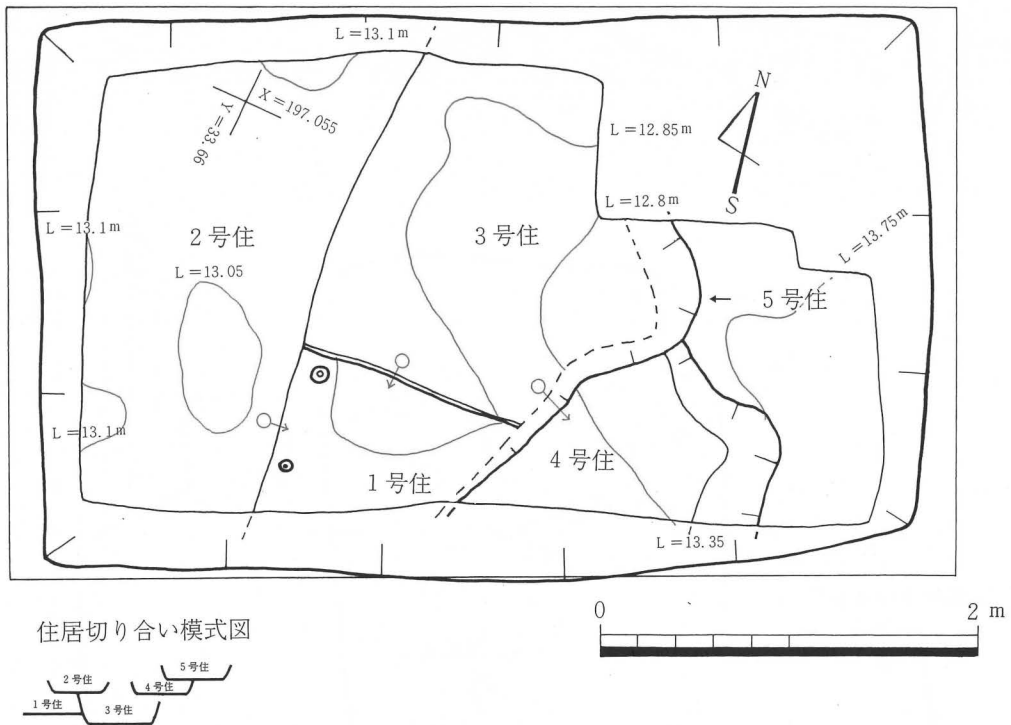 L＝13.1m
N
X＝197.055
Y＝33.66
L＝12.85m
S
L＝12.8m
L＝13.1m
2号住
3号住
L＝13.75m
L＝13.05
5号住
L＝13.1m
4号住
1号住
L＝13.35
0
2 m
住居切り合い模式図
5号住
2号住
4号住
1号住
3号住